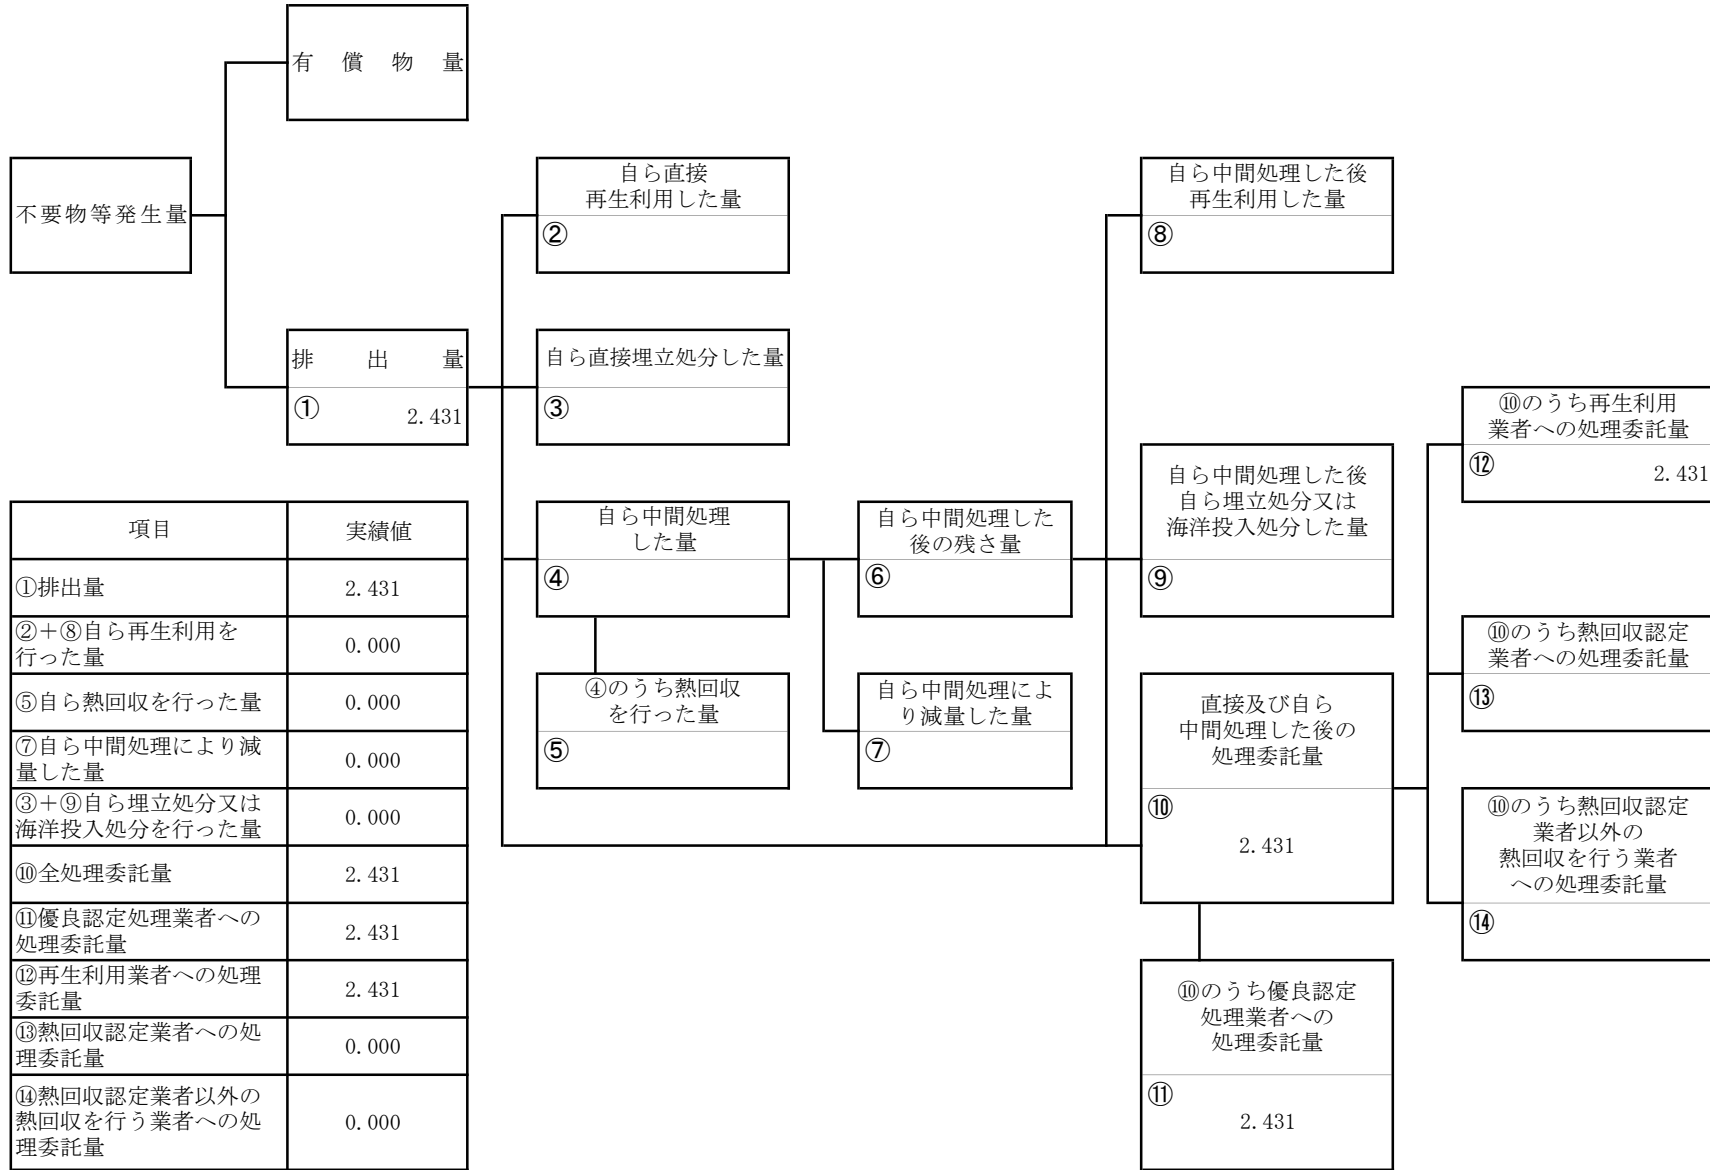 有償物量
不要物等発生量
排出量
①
2.431
自ら直接
再生利用した量
②
自ら直接埋立処分した量
③
自ら中間処理
した量
④
④のうち熱回収
を行った量
⑤
自ら中間処理した
後の残さ量
⑥
自ら中間処理によ
り減量した量
⑦
自ら中間処理した後
再生利用した量
⑧
自ら中間処理した後
自ら埋立処分又は
海洋投入処分した量
⑨
直接及び自ら
中間処理した後の
処理委託量
⑩
2.431
⑩のうち優良認定
処理業者への
処理委託量
⑪
2.431
⑩のうち再生利用
業者への処理委託量
⑫
2.431
⑩のうち熱回収認定
業者への処理委託量
⑬
⑩のうち熱回収認定
業者以外の
熱回収を行う業者
への処理委託量
⑭
項目 実績値
①排出量 2.431
②＋⑧自ら再生利用を
行った量 0.000
⑤自ら熱回収を行った量 0.000
⑦自ら中間処理により減
量した量 0.000
③＋⑨自ら埋立処分又は
海洋投入処分を行った量 0.000
⑩全処理委託量 2.431
⑪優良認定処理業者への
処理委託量 2.431
⑫再生利用業者への処理
委託量 2.431
⑬熱回収認定業者への処
理委託量 0.000
⑭熱回収認定業者以外の
熱回収を行う業者への処
理委託量 0.000